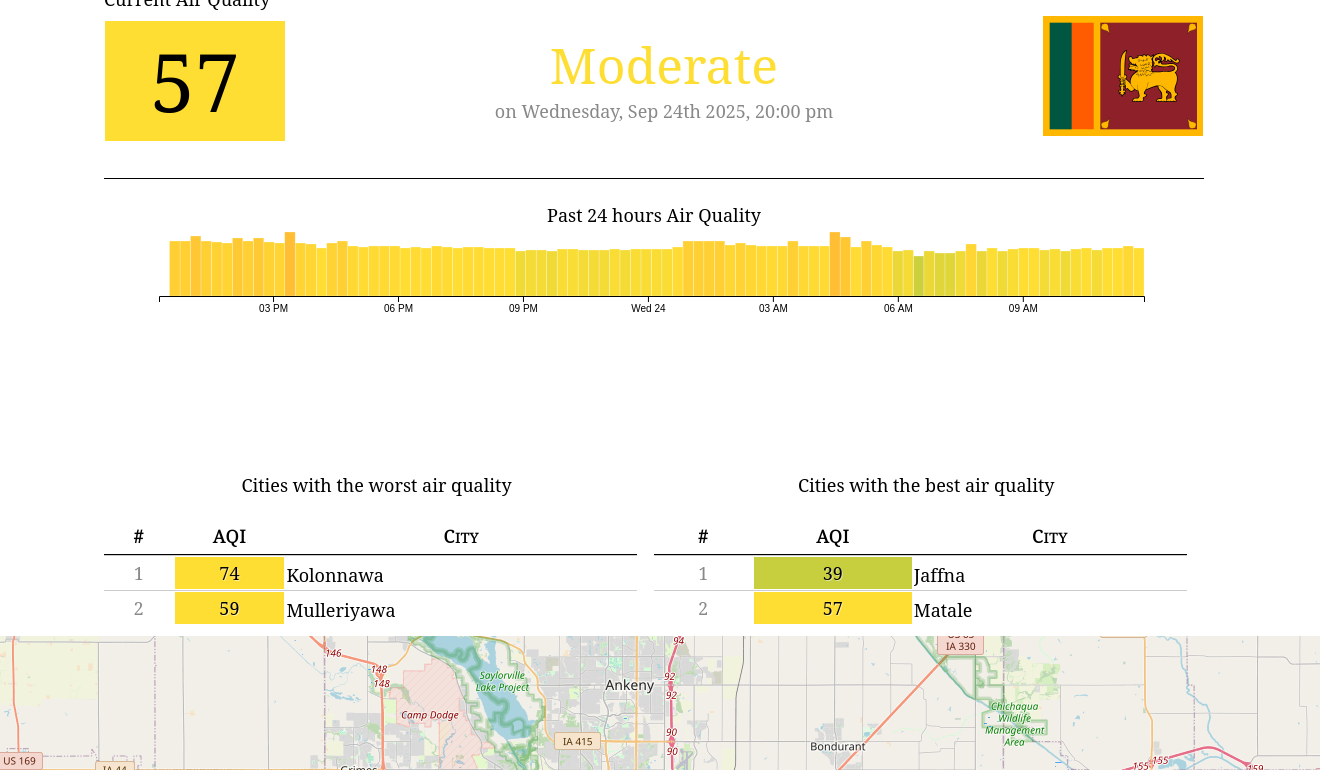 Current Air Quality
57
Moderate
on Wednesday, Sep 24th 2025, 20:00 pm
Past 24 hours Air Quality
03 PM 06 PM 09 PM Wed 24 03 AM 06 AM 09 AM
Cities with the worst air quality
# AQI City
1 74 Kolonnawa
2 59 Mulleriyawa
Cities with the best air quality
# AQI City
1 39 Jaffna
2 57 Matale
94
146
IA 330
148
148
Saylorville
Lake Project
92
Ankeny
92
Camp Dodge
Chichaqua
Wildlife
Management
Area
90
IA 415
90
Bondurant
US 169
155
155
159
IA 44
Grimes